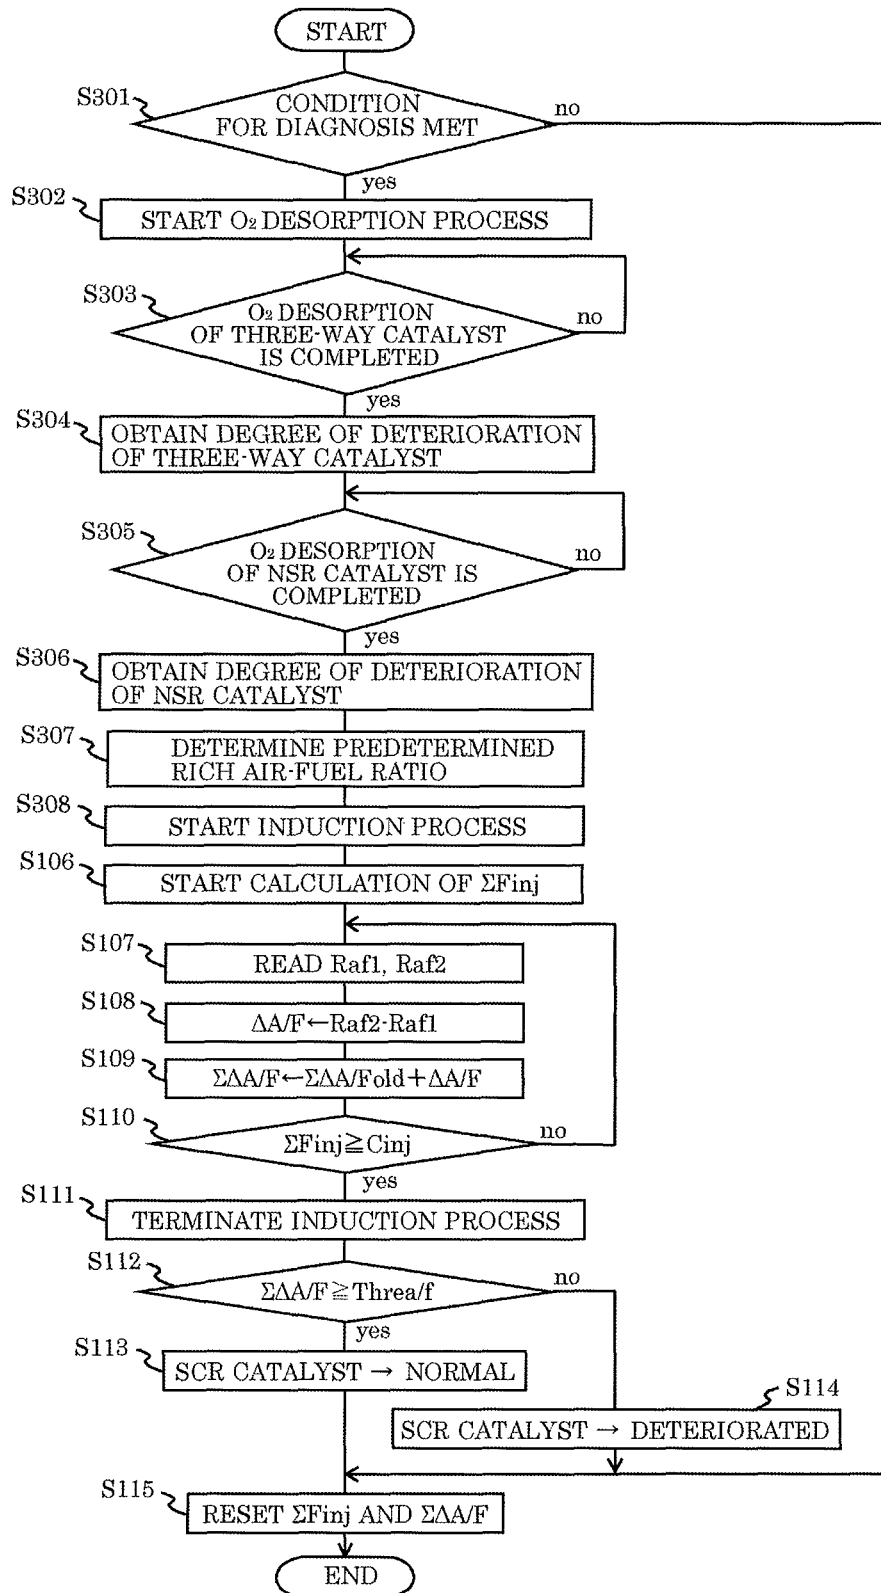 START
S301
CONDITION
FOR DIAGNOSIS MET
no
yes
S302
START O₂ DESORPTION PROCESS
S303
O₂ DESORPTION
OF THREE-WAY CATALYST
IS COMPLETED
no
yes
S304
OBTAIN DEGREE OF DETERIORATION
OF THREE-WAY CATALYST
S305
O₂ DESORPTION
OF NSR CATALYST IS
COMPLETED
no
yes
S306
OBTAIN DEGREE OF DETERIORATION
OF NSR CATALYST
S307
DETERMINE PREDETERMINED
RICH AIR-FUEL RATIO
S308
START INDUCTION PROCESS
S106
START CALCULATION OF ΣFinj
S107
READ Raf1, Raf2
S108
ΔA/F←Raf2-Raf1
S109
ΣΔA/F←ΣΔA/Fold+ΔA/F
S110
ΣFinj≧Cinj
no
yes
S111
TERMINATE INDUCTION PROCESS
S112
ΣΔA/F≧Threa/f
no
yes
S113
SCR CATALYST → NORMAL
S114
SCR CATALYST → DETERIORATED
S115
RESET ΣFinj AND ΣΔA/F
END